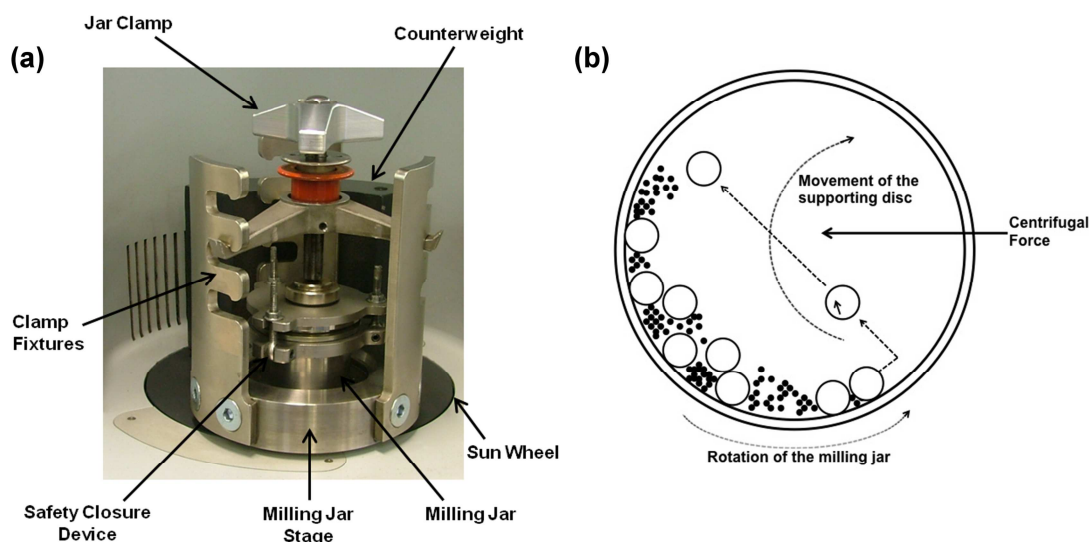 (a)
Jar Clamp
Counterweight
Clamp
Fixtures
Safety Closure
Device
Milling Jar
Stage
Milling Jar
Sun Wheel
(b)
Movement of the
supporting disc
Centrifugal
Force
Rotation of the milling jar